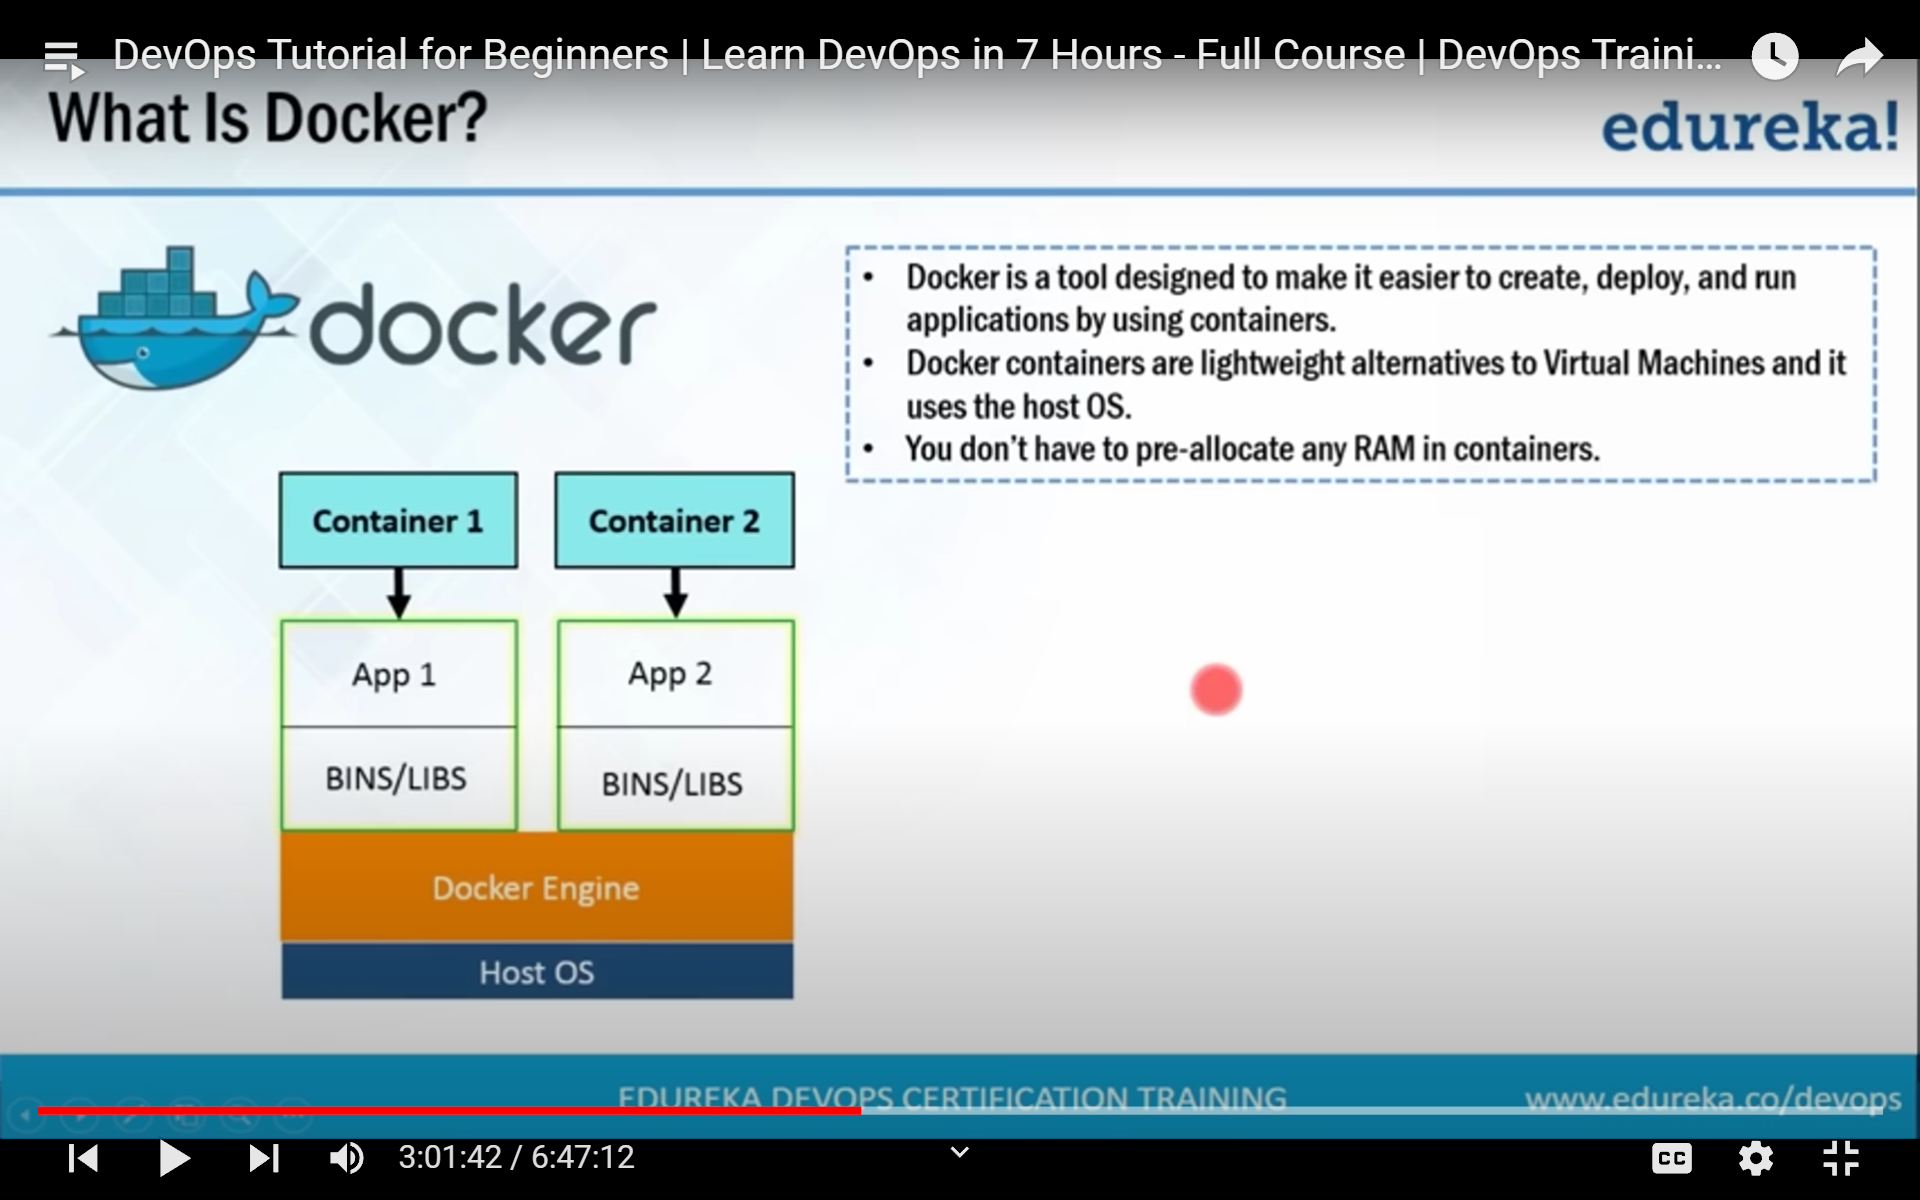 DevOps Tutorial for Beginners | Learn DevOps in 7 Hours - Full Course | DevOps Traini...
What Is Docker?
edureka!
docker
• Docker is a tool designed to make it easier to create, deploy, and run
applications by using containers.
• Docker containers are lightweight alternatives to Virtual Machines and it
uses the host OS.
• You don't have to pre-allocate any RAM in containers.
Container 1
Container 2
App 1
App 2
BINS/LIBS
BINS/LIBS
Docker Engine
Host OS
EDUREKA DEVOPS CERTIFICATION TRAINING
www.edureka.co/devops
3:01:42 / 6:47:12
CC